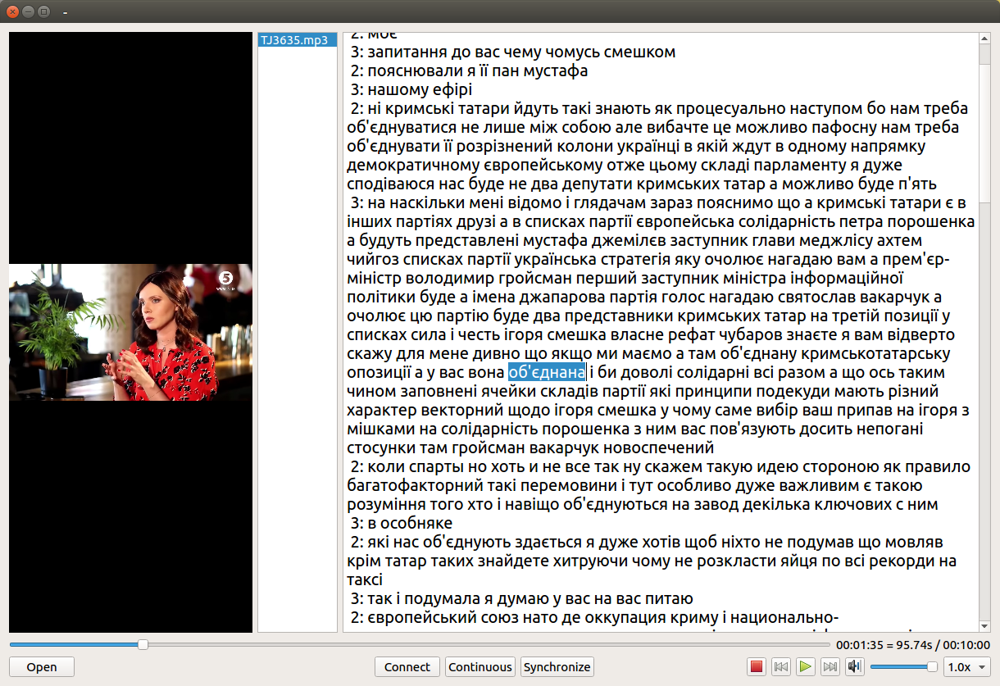 -
TJ3635.mp3
2: моє
3: запитання до вас чему чомусь смешком
2: пояснювали я її пан мустафа
3: нашому ефірі
2: ні кримські татари йдуть такі знають як процесуально наступом бо нам треба
об'єднуватися не лише між собою але вибачте це можливо пафосну нам треба
об'єднувати її розрізнений колони українці в якій ждут в одному напрямку
демократичному європейському отже цьому складі парламенту я дуже
сподіваюся нас буде не два депутати кримських татар а можливо буде п'ять
3: на наскільки мені відомо і глядачам зараз пояснимо що а кримські татари є в
інших партіях друзі а в списках партії європейська солідарність петра порошенка
а будуть представлені мустафа джемілєв заступник глави меджлісу ахтем
чийгоз списках партії українська стратегія яку очолює нагадаю вам а прем'єр-
міністр володимир гройсман перший заступник міністра інформаційної
політики буде а імена джапарова партія голос нагадаю святослав вакарчук а
очолює цю партію буде два представники кримських татар на третій позиції у
списках сила і честь ігоря смешка власне рефат чубаров знаєте я вам відверто
скажу для мене дивно що якщо ми маємо а там об'єднану кримськотатарську
опозиції а у вас вона об'єднана і би доволі солідарні всі разом а що ось таким
чином заповнені ячейки складів партії які принципи подекуди мають різний
характер векторний щодо ігоря смешка у чому саме вибір ваш припав на ігоря з
мішками на солідарність порошенка з ним вас пов'язують досить непогані
стосунки там гройсман вакарчук новоспечений
2: коли спарты но хоть и не все так ну скажем такую идею стороною як правило
багатофакторний такі перемовини і тут особливо дуже важливим є такою
розуміння того хто і навіщо об'єднуються на завод декілька ключових с ним
3: в особняке
2: які нас об'єднують здається я дуже хотів щоб ніхто не подумав що мовляв
крім татар таких знайдете хитруючи чому не розкласти яйця по всі рекорди на
таксі
3: так і подумала я думаю у вас на вас питаю
2: європейський союз нато де оккупация криму і национально-
5
00:01:35 = 95.74s / 00:10:00
Open
Connect
Continuous
Synchronize
1.0x